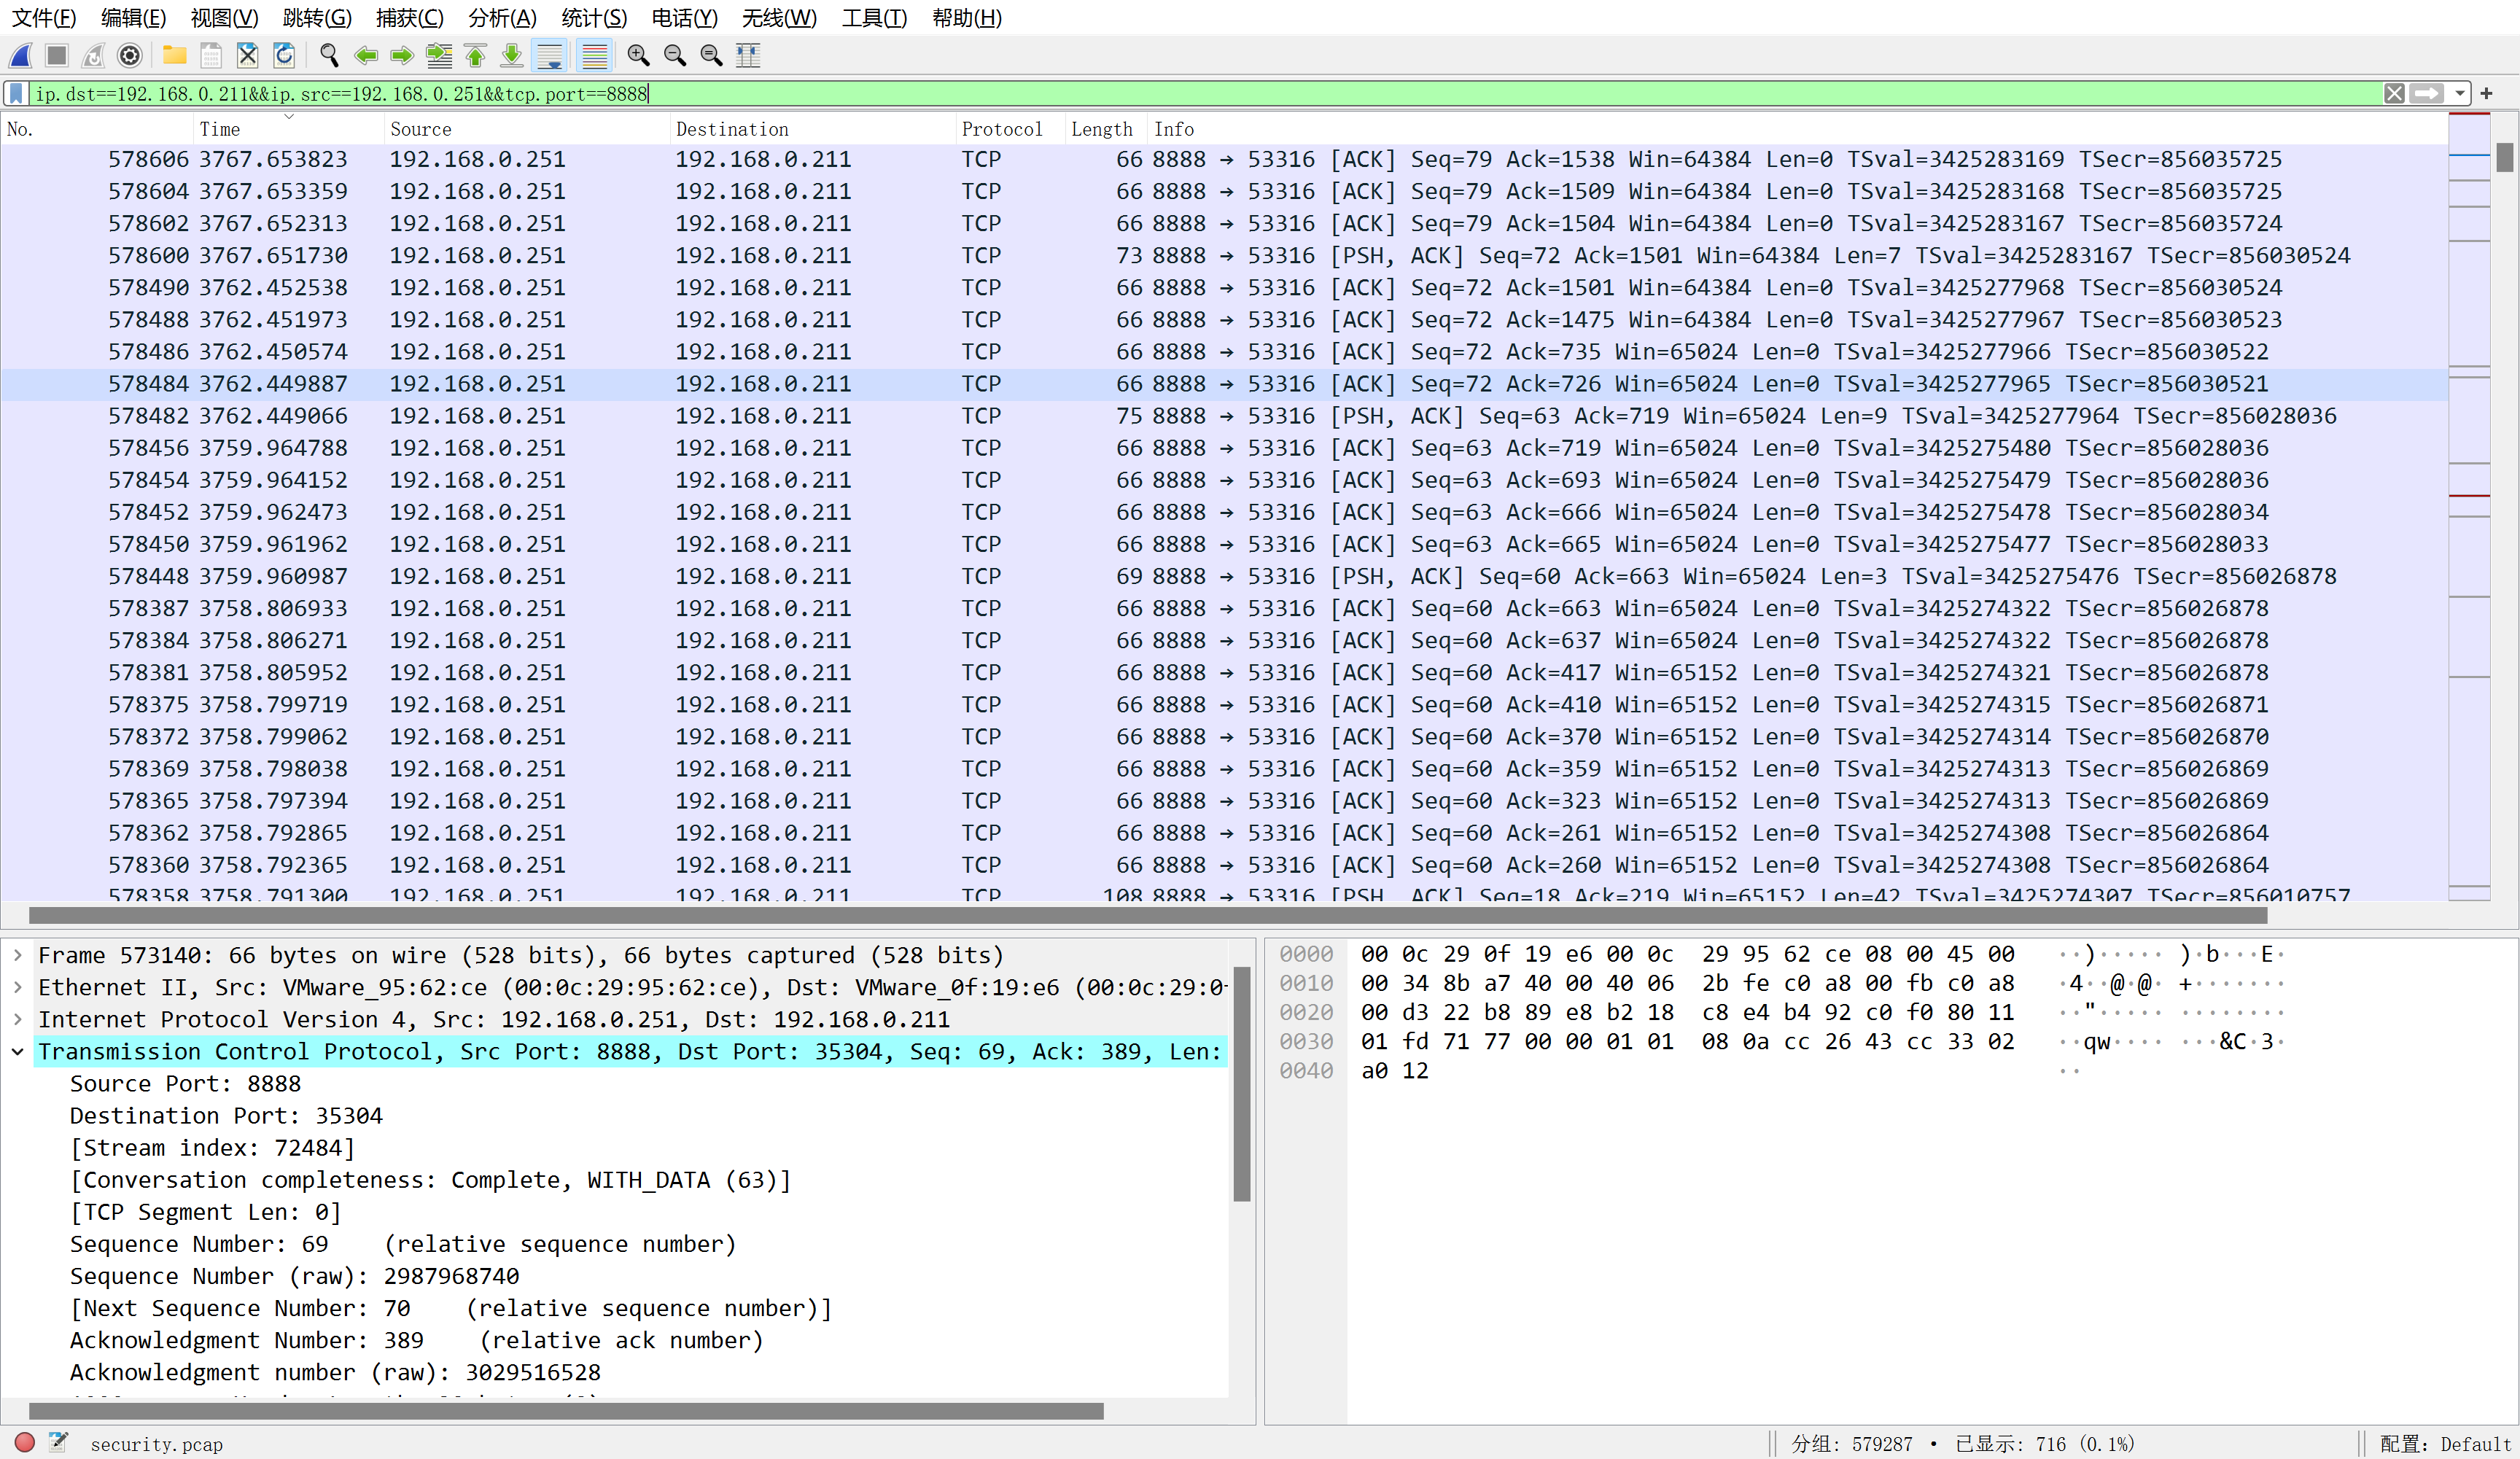 文件(F) 编辑(E) 视图(V) 跳转(G) 捕获(C) 分析(A) 统计(S) 电话(Y) 无线(W) 工具(T) 帮助(H)
ip.dst==192.168.0.211&&ip.src==192.168.0.251&&tcp.port==8888
No. Time Source Destination Protocol Length Info
578606 3767.653823 192.168.0.251 192.168.0.211 TCP 66 8888 → 53316 [ACK] Seq=79 Ack=1538 Win=64384 Len=0 TSval=3425283169 TSecr=856035725
578604 3767.653359 192.168.0.251 192.168.0.211 TCP 66 8888 → 53316 [ACK] Seq=79 Ack=1509 Win=64384 Len=0 TSval=3425283168 TSecr=856035725
578602 3767.652313 192.168.0.251 192.168.0.211 TCP 66 8888 → 53316 [ACK] Seq=79 Ack=1504 Win=64384 Len=0 TSval=3425283167 TSecr=856035724
578600 3767.651730 192.168.0.251 192.168.0.211 TCP 73 8888 → 53316 [PSH, ACK] Seq=72 Ack=1501 Win=64384 Len=7 TSval=3425283167 TSecr=856030524
578490 3762.452538 192.168.0.251 192.168.0.211 TCP 66 8888 → 53316 [ACK] Seq=72 Ack=1501 Win=64384 Len=0 TSval=3425277968 TSecr=856030524
578488 3762.451973 192.168.0.251 192.168.0.211 TCP 66 8888 → 53316 [ACK] Seq=72 Ack=1475 Win=64384 Len=0 TSval=3425277967 TSecr=856030523
578486 3762.450574 192.168.0.251 192.168.0.211 TCP 66 8888 → 53316 [ACK] Seq=72 Ack=735 Win=65024 Len=0 TSval=3425277966 TSecr=856030522
578484 3762.449887 192.168.0.251 192.168.0.211 TCP 66 8888 → 53316 [ACK] Seq=72 Ack=726 Win=65024 Len=0 TSval=3425277965 TSecr=856030521
578482 3762.449066 192.168.0.251 192.168.0.211 TCP 75 8888 → 53316 [PSH, ACK] Seq=63 Ack=719 Win=65024 Len=9 TSval=3425277964 TSecr=856028036
578456 3759.964788 192.168.0.251 192.168.0.211 TCP 66 8888 → 53316 [ACK] Seq=63 Ack=719 Win=65024 Len=0 TSval=3425275480 TSecr=856028036
578454 3759.964152 192.168.0.251 192.168.0.211 TCP 66 8888 → 53316 [ACK] Seq=63 Ack=693 Win=65024 Len=0 TSval=3425275479 TSecr=856028036
578452 3759.962473 192.168.0.251 192.168.0.211 TCP 66 8888 → 53316 [ACK] Seq=63 Ack=666 Win=65024 Len=0 TSval=3425275478 TSecr=856028034
578450 3759.961962 192.168.0.251 192.168.0.211 TCP 66 8888 → 53316 [ACK] Seq=63 Ack=665 Win=65024 Len=0 TSval=3425275477 TSecr=856028033
578448 3759.960987 192.168.0.251 192.168.0.211 TCP 69 8888 → 53316 [PSH, ACK] Seq=60 Ack=663 Win=65024 Len=3 TSval=3425275476 TSecr=856026878
578387 3758.806933 192.168.0.251 192.168.0.211 TCP 66 8888 → 53316 [ACK] Seq=60 Ack=663 Win=65024 Len=0 TSval=3425274322 TSecr=856026878
578384 3758.806271 192.168.0.251 192.168.0.211 TCP 66 8888 → 53316 [ACK] Seq=60 Ack=637 Win=65024 Len=0 TSval=3425274322 TSecr=856026878
578381 3758.805952 192.168.0.251 192.168.0.211 TCP 66 8888 → 53316 [ACK] Seq=60 Ack=417 Win=65152 Len=0 TSval=3425274321 TSecr=856026878
578375 3758.799719 192.168.0.251 192.168.0.211 TCP 66 8888 → 53316 [ACK] Seq=60 Ack=410 Win=65152 Len=0 TSval=3425274315 TSecr=856026871
578372 3758.799062 192.168.0.251 192.168.0.211 TCP 66 8888 → 53316 [ACK] Seq=60 Ack=370 Win=65152 Len=0 TSval=3425274314 TSecr=856026870
578369 3758.798038 192.168.0.251 192.168.0.211 TCP 66 8888 → 53316 [ACK] Seq=60 Ack=359 Win=65152 Len=0 TSval=3425274313 TSecr=856026869
578365 3758.797394 192.168.0.251 192.168.0.211 TCP 66 8888 → 53316 [ACK] Seq=60 Ack=323 Win=65152 Len=0 TSval=3425274313 TSecr=856026869
578362 3758.792865 192.168.0.251 192.168.0.211 TCP 66 8888 → 53316 [ACK] Seq=60 Ack=261 Win=65152 Len=0 TSval=3425274308 TSecr=856026864
578360 3758.792365 192.168.0.251 192.168.0.211 TCP 66 8888 → 53316 [ACK] Seq=60 Ack=260 Win=65152 Len=0 TSval=3425274308 TSecr=856026864
578358 3758.791300 192.168.0.251 192.168.0.211 TCP 108 8888 → 53316 [PSH, ACK] Seq=18 Ack=219 Win=65152 Len=42 TSval=3425274307 TSecr=856010757
Frame 573140: 66 bytes on wire (528 bits), 66 bytes captured (528 bits)
Ethernet II, Src: VMware_95:62:ce (00:0c:29:95:62:ce), Dst: VMware_0f:19:e6 (00:0c:29:0
Internet Protocol Version 4, Src: 192.168.0.251, Dst: 192.168.0.211
Transmission Control Protocol, Src Port: 8888, Dst Port: 35304, Seq: 69, Ack: 389, Len:
Source Port: 8888
Destination Port: 35304
[Stream index: 72484]
[Conversation completeness: Complete, WITH_DATA (63)]
[TCP Segment Len: 0]
Sequence Number: 69 (relative sequence number)
Sequence Number (raw): 2987968740
[Next Sequence Number: 70 (relative sequence number)]
Acknowledgment Number: 389 (relative ack number)
Acknowledgment number (raw): 3029516528
0000 00 0c 29 0f 19 e6 00 0c 29 95 62 ce 08 00 45 00 ··)····· )·b···E·
0010 00 34 8b a7 40 00 40 06 2b fe c0 a8 00 fb c0 a8 ·4··@·@· +·······
0020 00 d3 22 b8 89 e8 b2 18 c8 e4 b4 92 c0 f0 80 11 ··"····· ········
0030 01 fd 71 77 00 00 01 01 08 0a cc 26 43 cc 33 02 ··qw···· ···&C·3·
0040 a0 12 ··
security.pcap 分组: 579287 · 已显示: 716 (0.1%) 配置: Default